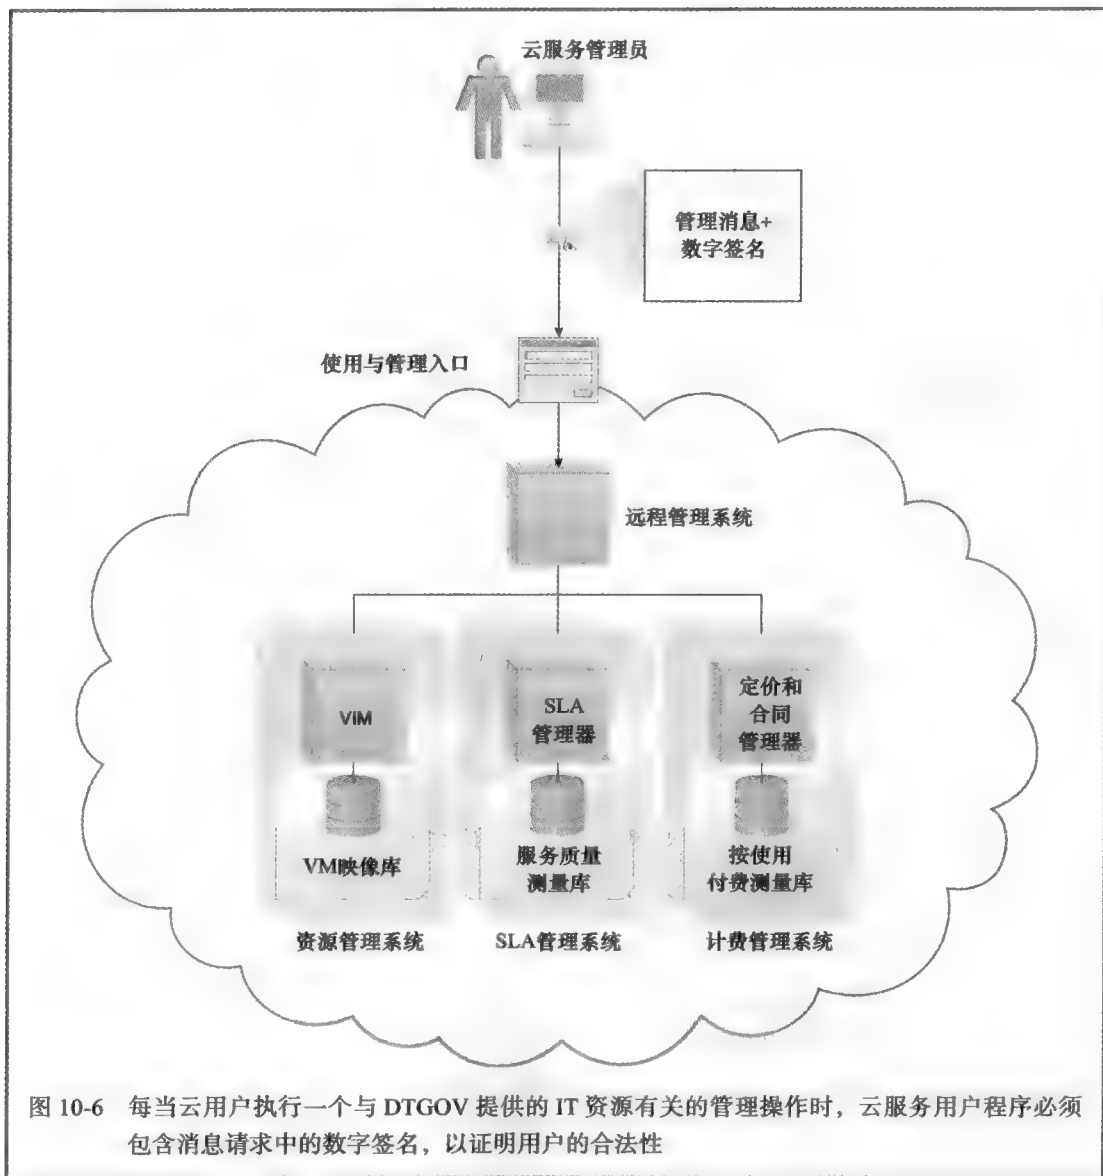 云服务管理员
管理消息+
数字签名
使用与管理入口
远程管理系统
VIM
SLA
管理器
定价和
合同
管理器
VM映像库
服务质量
测量库
按使用
付费测量库
资源管理系统
SLA管理系统
计费管理系统
图 10-6 每当云用户执行一个与 DTGOV 提供的 IT 资源有关的管理操作时，云服务用户程序必须
包含消息请求中的数字签名，以证明用户的合法性